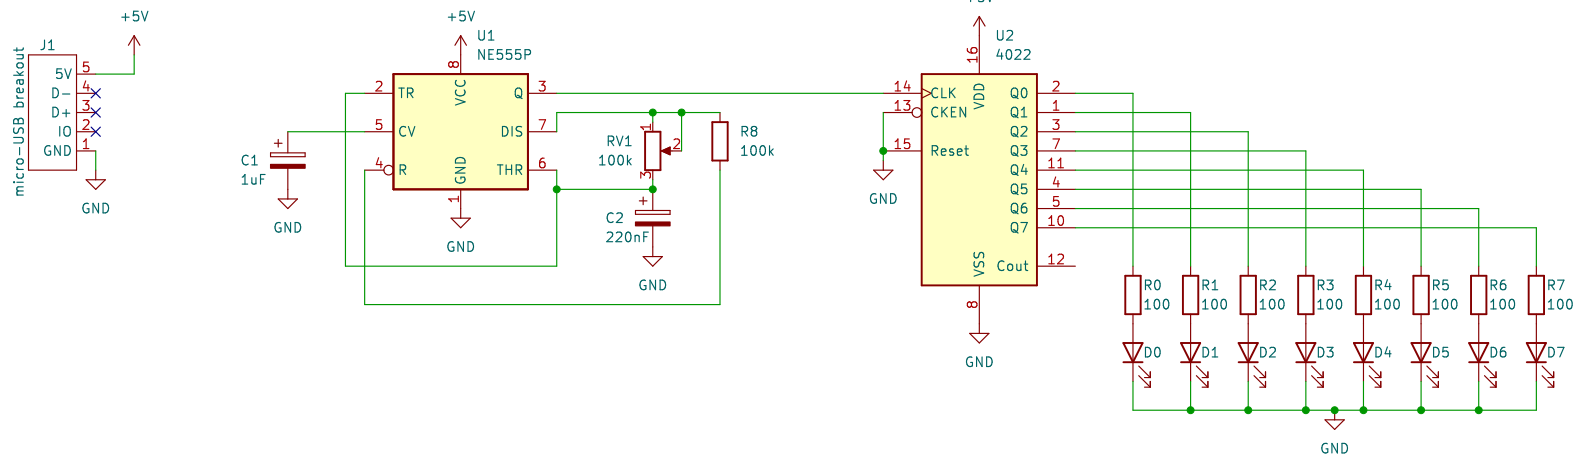 +5V
J1
micro-USB breakout
5V 5
D- 4
D+ 3
IO 2
GND 1
GND
C1
1uF
GND
+5V
U1
NE555P
8
VCC
2 TR
5 CV
4 R
Q 3
DIS 7
THR 6
GND
1
GND
RV1
100k
1
2
3
R8
100k
C2
220nF
GND
+5V
U2
4022
16
VDD
14 CLK
13 CKEN
15 Reset
GND
Q0 2
Q1 1
Q2 3
Q3 7
Q4 11
Q5 4
Q6 5
Q7 10
Cout 12
VSS
8
GND
R0 R1 R2 R3 R4 R5 R6 R7
100 100 100 100 100 100 100 100
D0 D1 D2 D3 D4 D5 D6 D7
GND